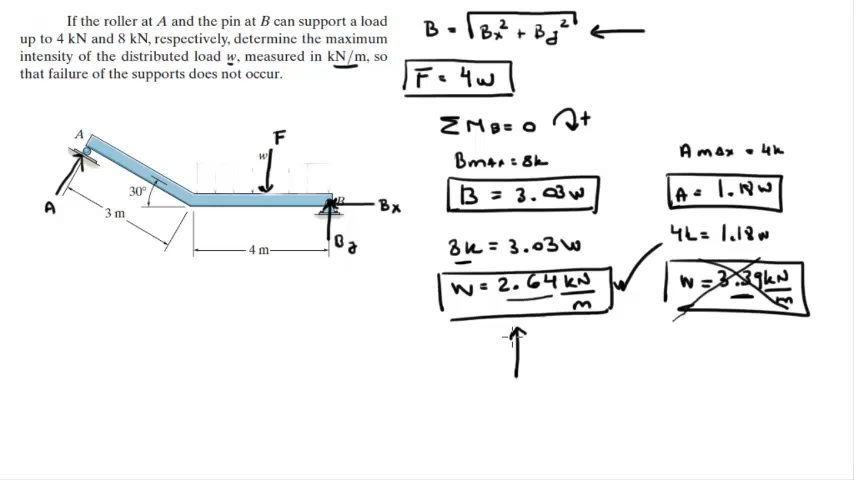 If the roller at A and the pin at B can support a load
up to 4 kN and 8 kN, respectively, determine the maximum
intensity of the distributed load w, measured in kN/m, so
that failure of the supports does not occur.
B = √Bx² + By²
F = 4w
ΣMB = 0 +
Bmax = 8k
B = 3.03w
8k = 3.03w
w = 2.64 kN/m
Amax = 4k
A = 1.18w
4k = 1.18w
w = 3.39 kN/m
A
F
w
30°
B
Bx
A
3 m
By
4 m